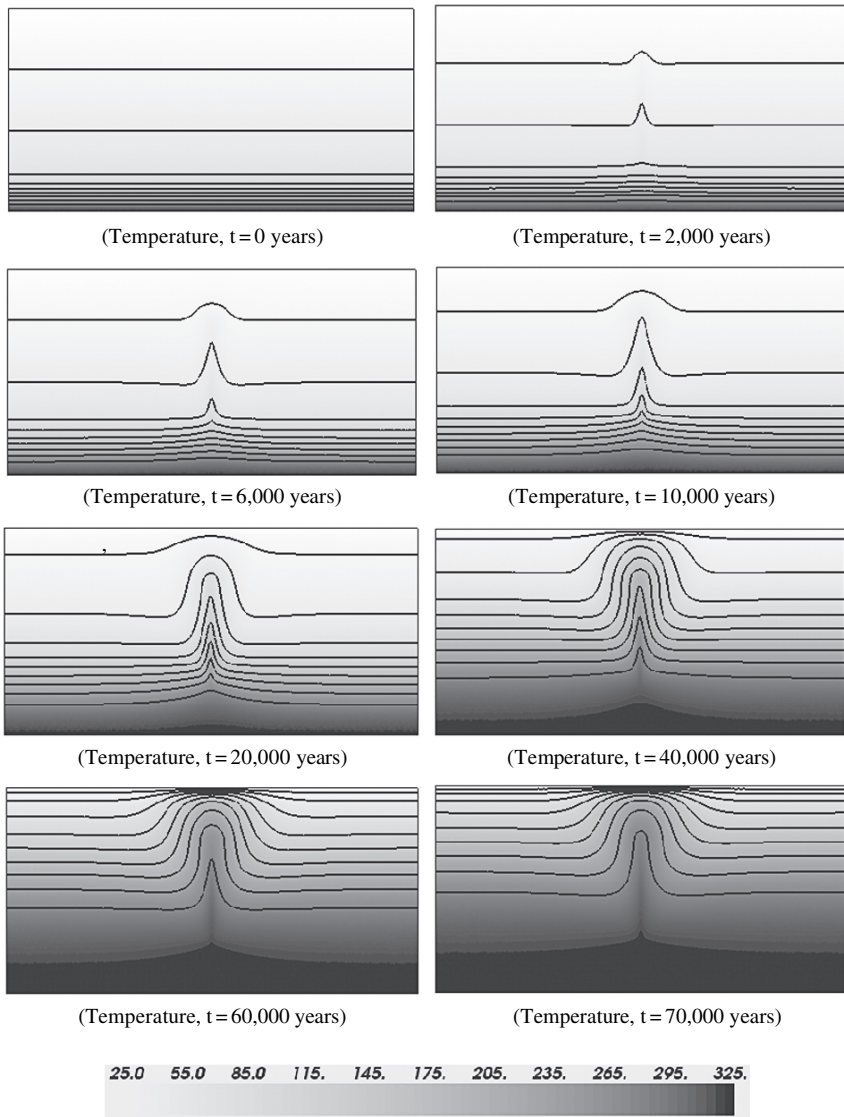 (Temperature, t = 0 years)
(Temperature, t = 2,000 years)
(Temperature, t = 6,000 years)
(Temperature, t = 10,000 years)
,
(Temperature, t = 20,000 years)
(Temperature, t = 40,000 years)
(Temperature, t = 60,000 years)
(Temperature, t = 70,000 years)
25.0 55.0 85.0 115. 145. 175. 205. 235. 265. 295. 325.